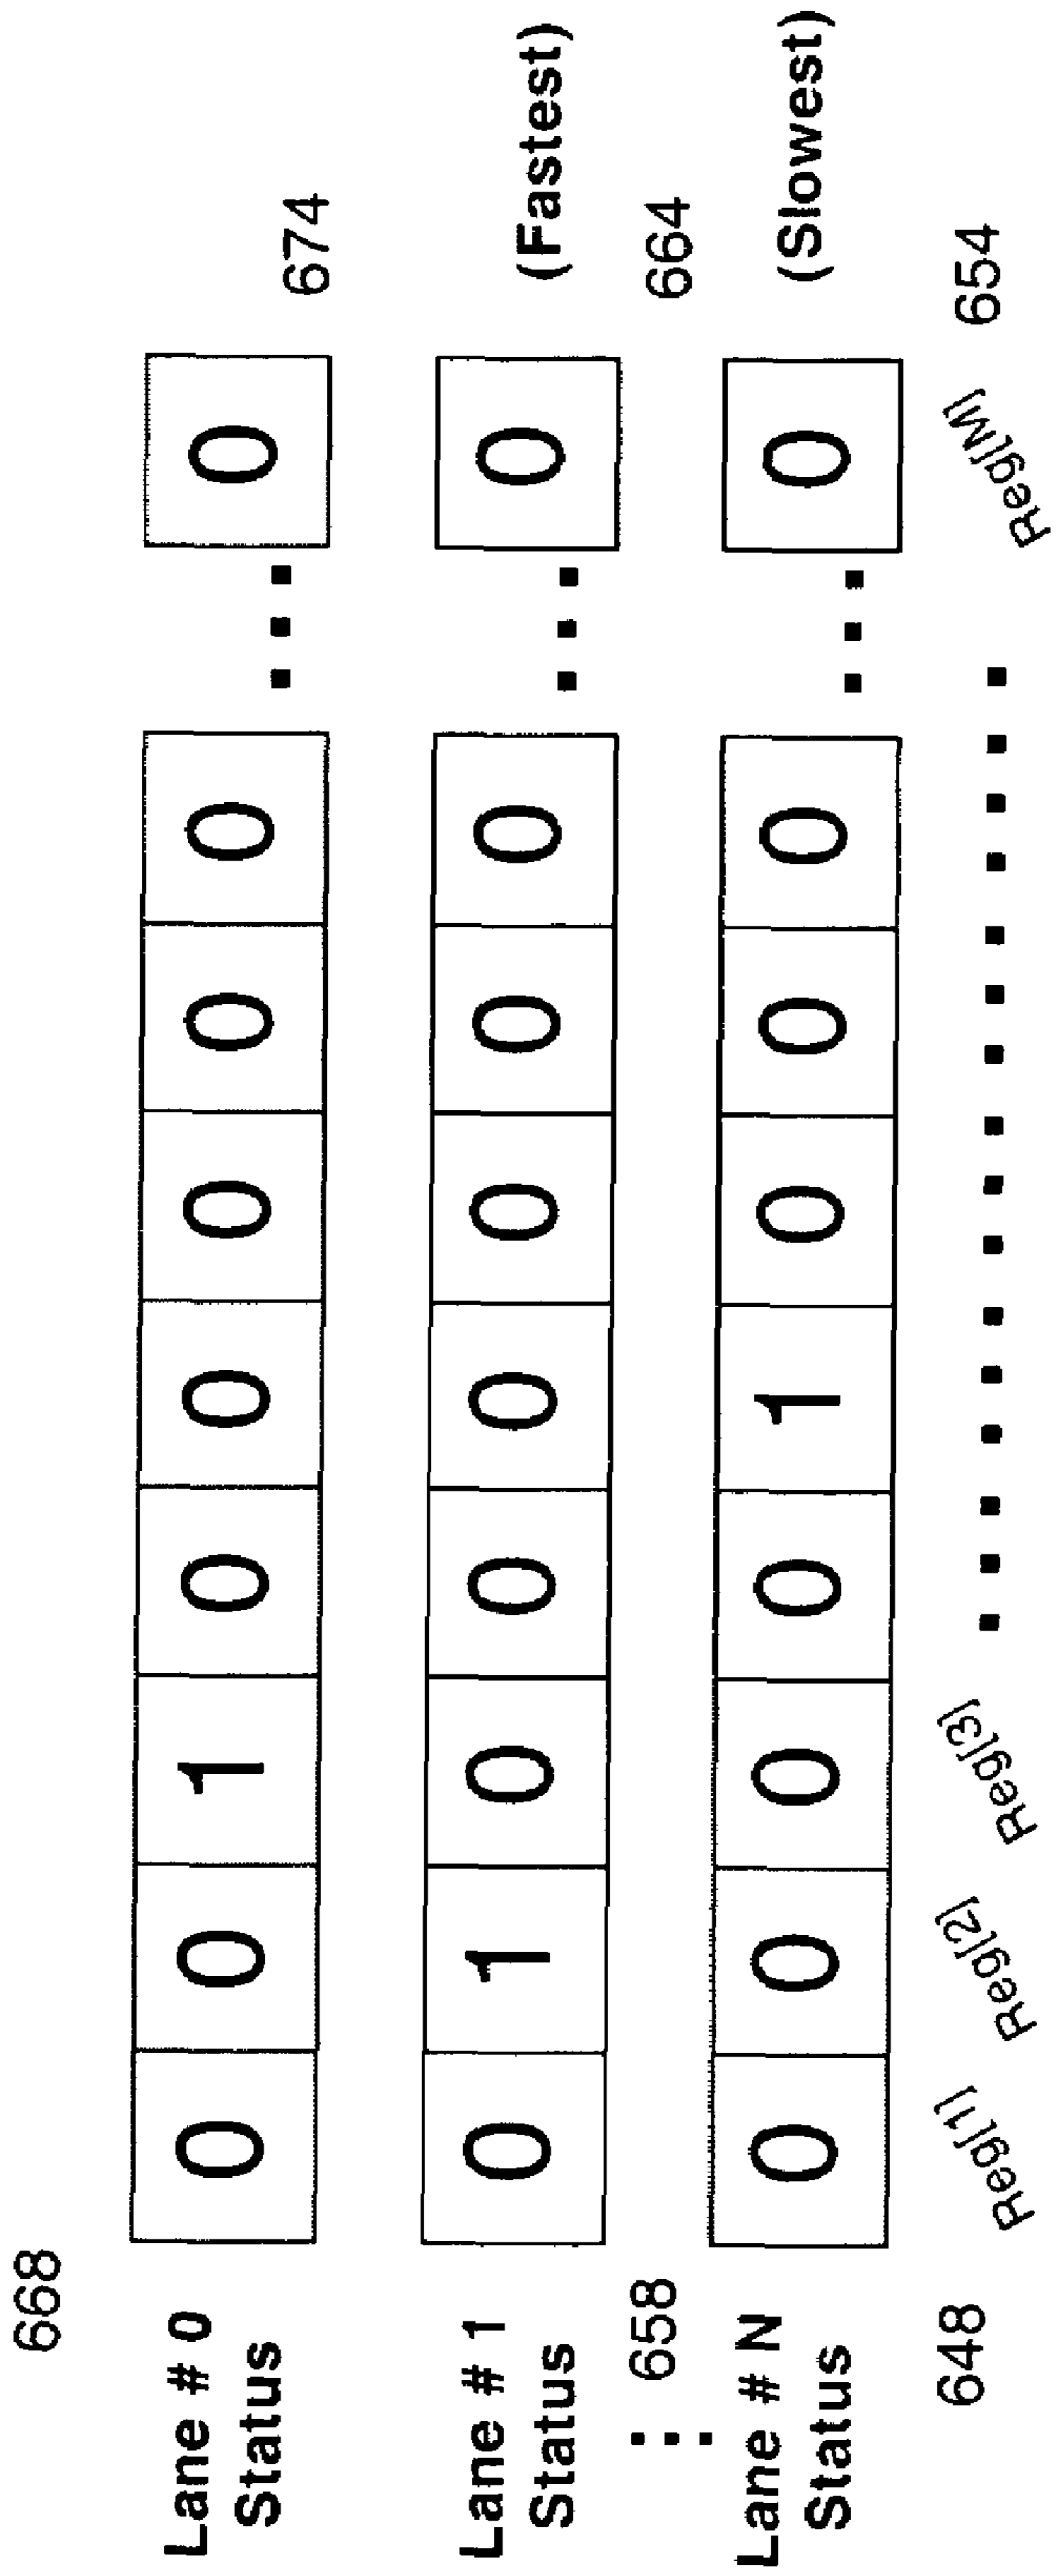 668
Lane # 0 Status 0 0 1 0 0 0 0 0 ... 0
674
Lane # 1 Status 0 1 0 0 0 0 0 0 ... 0 (Fastest)
658 664
Lane # N Status 0 0 0 0 1 0 0 0 ... 0 (Slowest)
648 Reg[1] Reg[2] Reg[3] Reg[M] 654